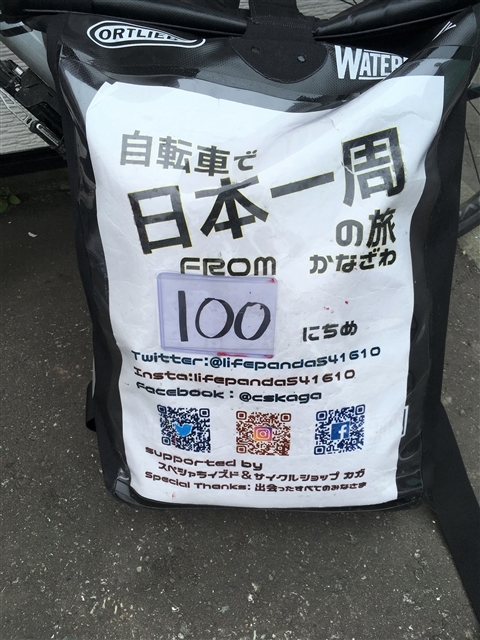 ORTLIEB
WATER
自転車で
日本一周
の旅
FROM かなざわ
100 にちめ
Twitter:@lifepanda541610
Insta:lifepanda541610
Facebook : @cskaga
supported by
スペシャライズド&サイクルショップ カガ
Special Thanks: 出会ったすべてのみなさま